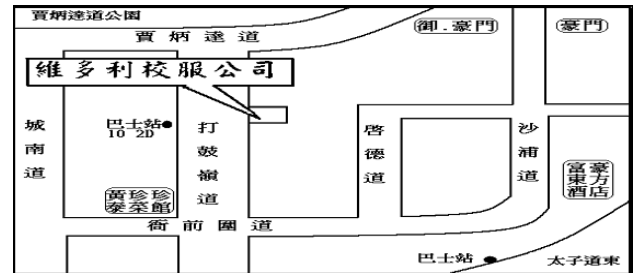 賈炳達道公園
賈炳達道
御.豪門
豪門
維多利校服公司
城南道
巴士站
10 2D
打鼓嶺道
啓德道
沙浦道
黃珍珍
泰菜館
富豪
東方
酒店
衙前圍道
巴士站
太子道東